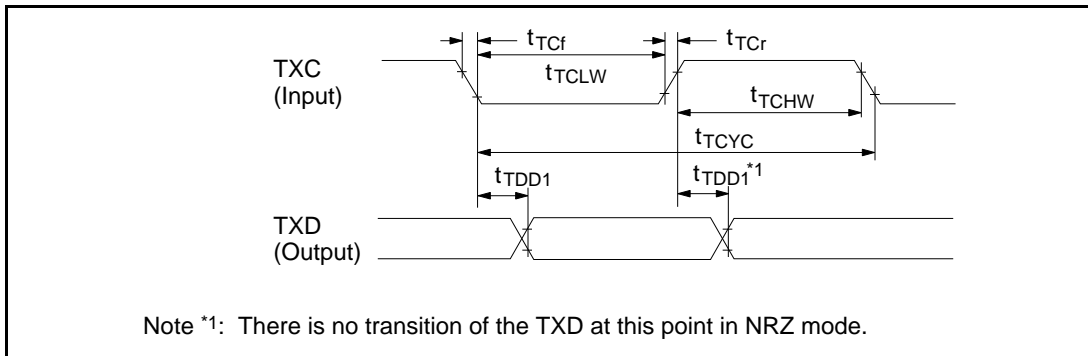 tTCf
tTCr
TXC
(Input)
tTCLW
tTCHW
tTCYC
tTDD1
tTDD1*1
TXD
(Output)
Note *1: There is no transition of the TXD at this point in NRZ mode.